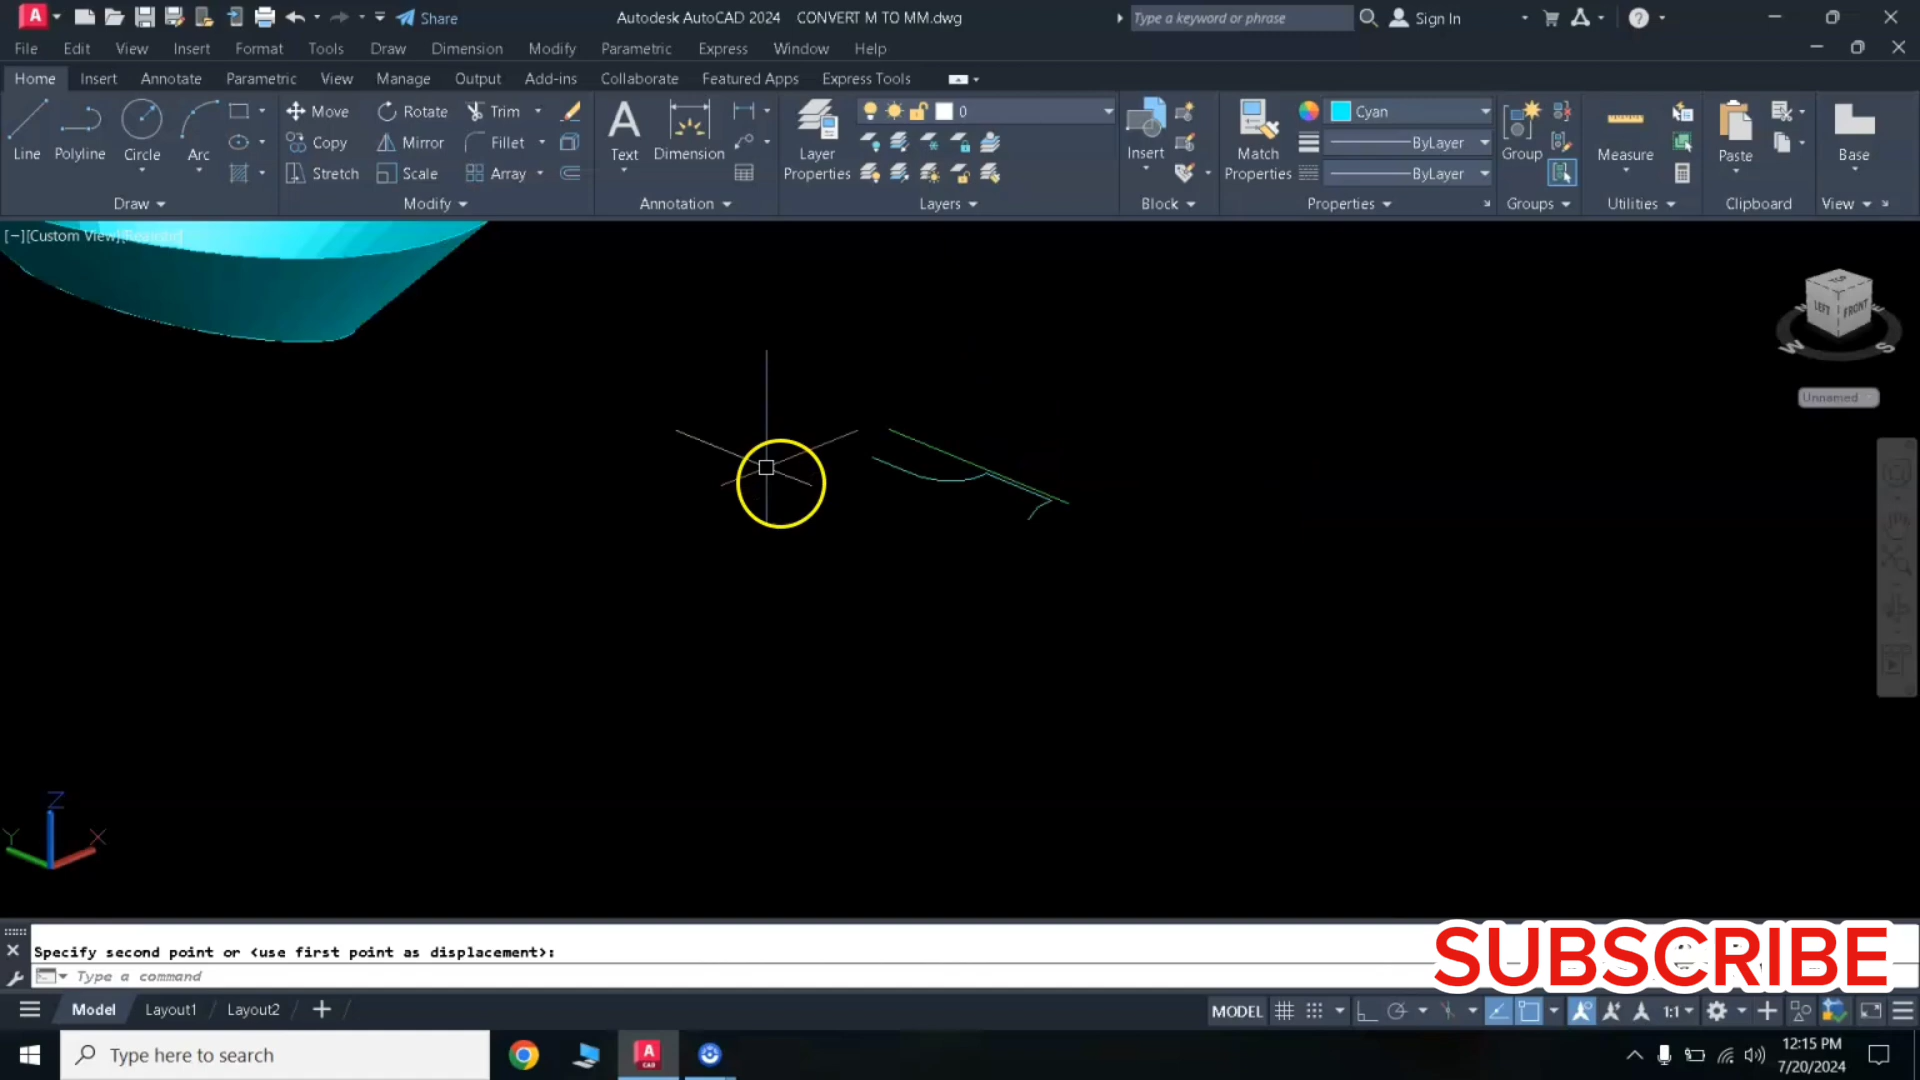 Share
Autodesk AutoCAD 2024 CONVERT M TO MM.dwg
Type a keyword or phrase
Sign In
File Edit View Insert Format Tools Draw Dimension Modify Parametric Express Window Help
Home Insert Annotate Parametric View Manage Output Add-ins Collaborate Featured Apps Express Tools
Line
Polyline
Circle
Arc
Draw
Move
Rotate
Trim
Copy
Mirror
Fillet
Stretch
Scale
Array
Modify
Text
Dimension
Annotation
Layer
Properties
0
Layers
Insert
Block
Match
Properties
Cyan
ByLayer
ByLayer
Properties
Group
Groups
Measure
Utilities
Paste
Clipboard
Base
View
[−][Custom View][Realistic]
TOP
LEFT
FRONT
W
S
Unnamed
Z
Y
X
Specify second point or <use first point as displacement>:
Type a command
SUBSCRIBE
Model Layout1 Layout2
MODEL
1:1
Type here to search
12:15 PM
7/20/2024